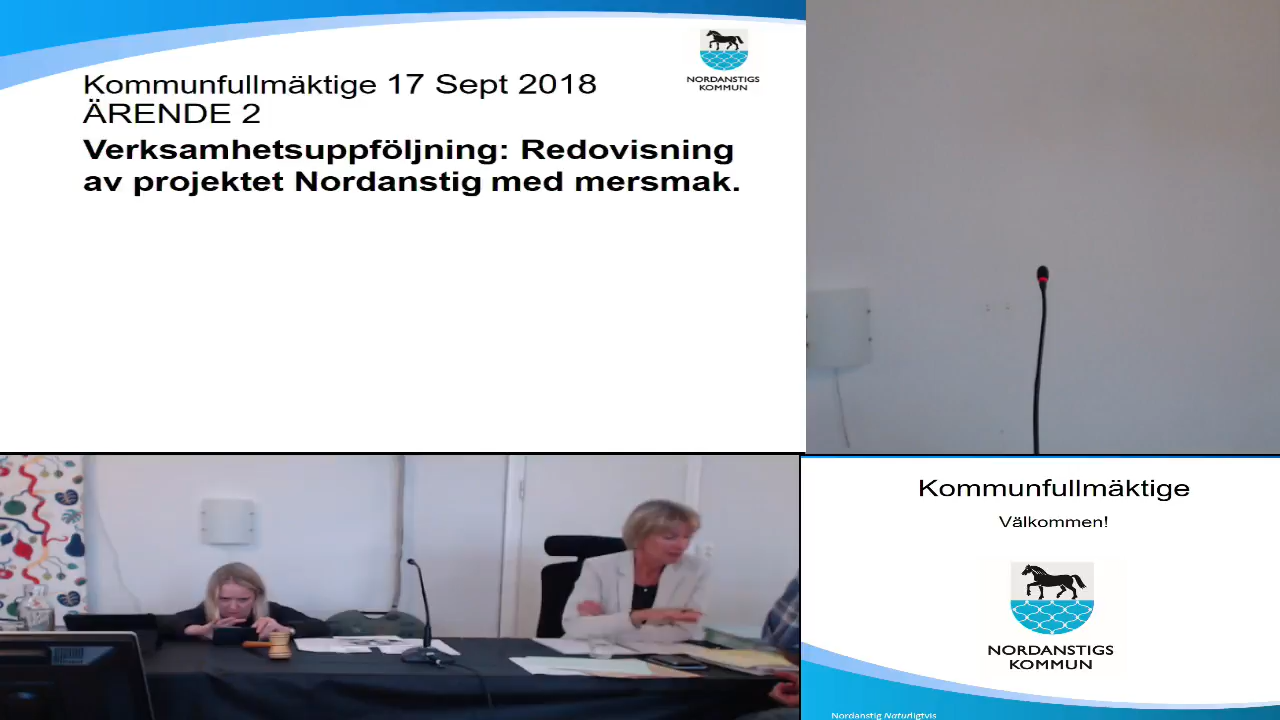 NORDANSTIGS
KOMMUN
Kommunfullmäktige 17 Sept 2018
ÄRENDE 2
Verksamhetsuppföljning: Redovisning
av projektet Nordanstig med mersmak.
Kommunfullmäktige
Välkommen!
NORDANSTIGS
KOMMUN
Nordanstig Naturligtvis